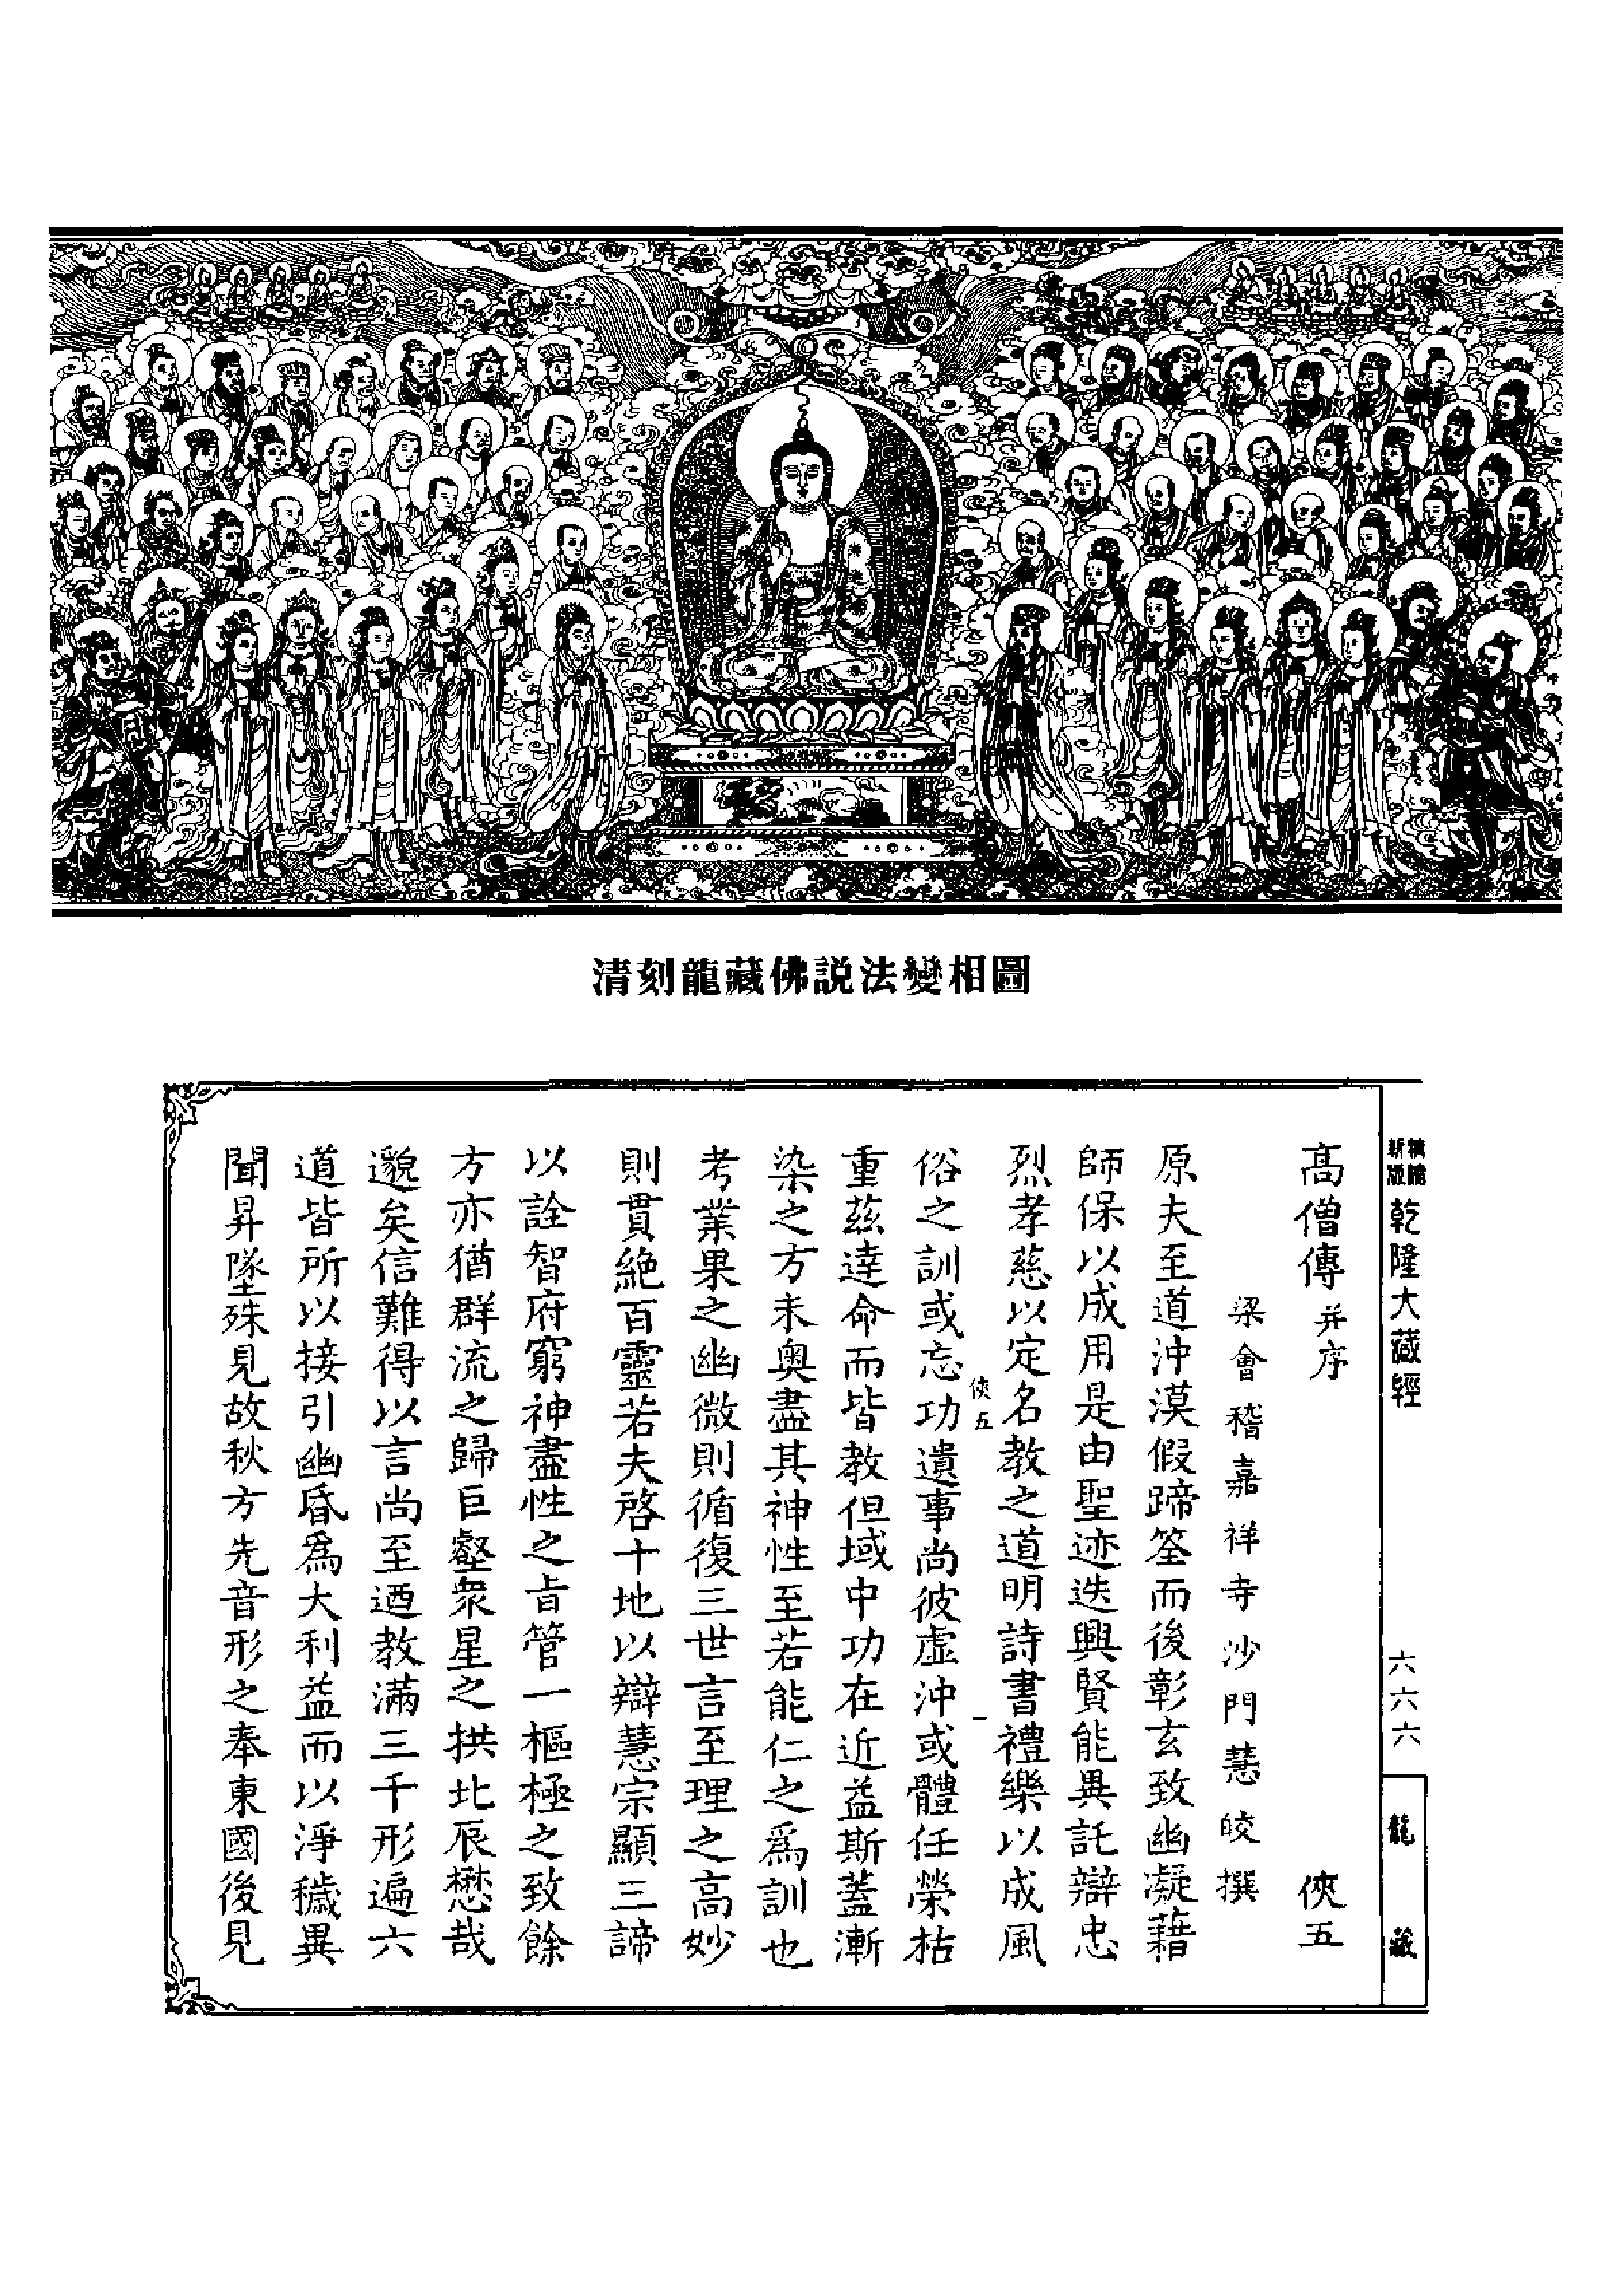 清刻龍藏佛説法變相圖
新版
乾隆大藏經
六六六
龍藏
高僧傳并序 俠五
梁會稽嘉祥寺沙門慧皎撰
原夫至道沖漠假蹄筌而後彰玄致幽凝藉
師保以成用是由聖迹迭興賢能異託辯忠
烈孝慈以定名教之道明詩書禮樂以成風
俠五 一
俗之訓或忘功遺事尚彼虛沖或體任榮枯
重茲達命而皆教但域中功在近益斯蓋漸
染之方未奧盡其神性至若能仁之爲訓也
考業果之幽微則循復三世言至理之高妙
則貫絶百靈若夫啓十地以辯慧宗顯三諦
以詮智府窮神盡性之旨管一樞極之致餘
方亦猶群流之歸巨壑衆星之拱北辰懋哉
邈矣信難得以言尚至迺教滿三千形遍六
道皆所以接引幽昏爲大利益而以淨穢異
聞昇墜殊見故秋方先音形之奉東國後見